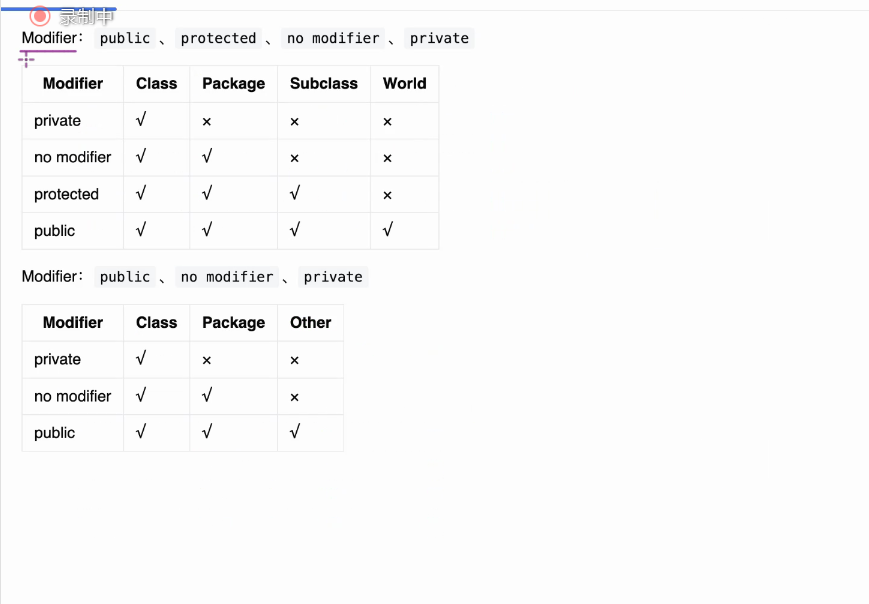 录制中
Modifier： public 、 protected 、 no modifier 、 private
Modifier Class Package Subclass World
private √ × × ×
no modifier √ √ × ×
protected √ √ √ ×
public √ √ √ √
Modifier： public 、 no modifier 、 private
Modifier Class Package Other
private √ × ×
no modifier √ √ ×
public √ √ √